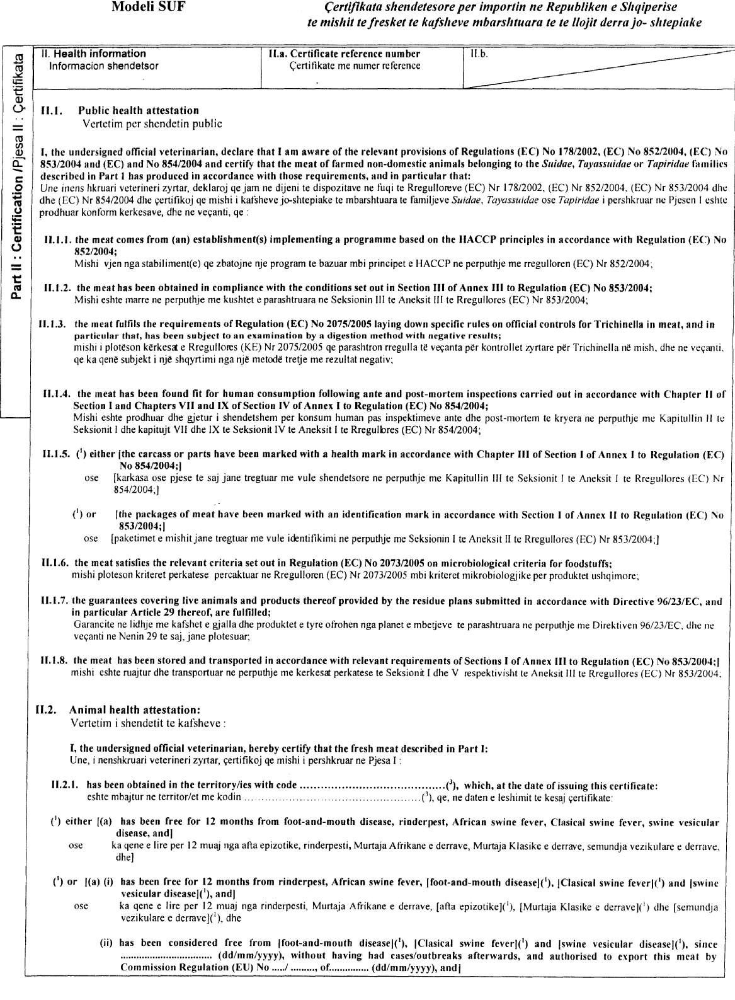 Modeli SUF
Çertifikata shendetesore per importin ne Republiken e Shqiperise
te mishit te fresket te kafsheve mbarshtuara te te llojit derra jo- shtepiake
Part II : Certification /Pjesa II : Çertifikata
II. Health information
Informacion shendetsor
II.a. Certificate reference number
Çertifikate me numer reference
II.b.
II.1. Public health attestation
Vertetim per shendetin public
I, the undersigned official veterinarian, declare that I am aware of the relevant provisions of Regulations (EC) No 178/2002, (EC) No 852/2004, (EC) No
853/2004 and (EC) and No 854/2004 and certify that the meat of farmed non-domestic animals belonging to the Suidae, Tayassuidae or Tapiridae families
described in Part 1 has produced in accordance with those requirements, and in particular that:
Une inens hkruari veterineri zyrtar, deklaroj qe jam ne dijeni te dispozitave ne fuqi te Rregulloreve (EC) Nr 178/2002, (EC) Nr 852/2004, (EC) Nr 853/2004 dhe
dhe (EC) Nr 854/2004 dhe çertifikoj qe mishi i kafsheve jo-shtepiake te mbarshtuara te familjeve Suidae, Tayassuidae ose Tapiridae i pershkruar ne Pjesen I eshte
prodhuar konform kerkesave, dhe ne veçanti, qe :
II.1.1. the meat comes from (an) establishment(s) implementing a programme based on the HACCP principles in accordance with Regulation (EC) No
852/2004;
Mishi vjen nga stabiliment(e) qe zbatojne nje program te bazuar mbi principet e HACCP ne perputhje me rregulloren (EC) Nr 852/2004;
II.1.2. the meat has been obtained in compliance with the conditions set out in Section III of Annex III to Regulation (EC) No 853/2004;
Mishi eshte marre ne perputhje me kushtet e parashtruara ne Seksionin III te Aneksit III te Rregullores (EC) Nr 853/2004;
II.1.3. the meat fulfils the requirements of Regulation (EC) No 2075/2005 laying down specific rules on official controls for Trichinella in meat, and in
particular that, has been subject to an examination by a digestion method with negative results;
mishi i plotëson kërkesat e Rregullores (KE) Nr 2075/2005 qe parashtron rregulla të veçanta për kontrollet zyrtare për Trichinella në mish, dhe ne veçanti,
qe ka qenë subjekt i një shqyrtimi nga një metodë tretje me rezultat negativ;
II.1.4. the meat has been found fit for human consumption following ante and post-mortem inspections carried out in accordance with Chapter II of
Section I and Chapters VII and IX of Section IV of Annex I to Regulation (EC) No 854/2004;
Mishi eshte prodhuar dhe gjetur i shendetshem per konsum human pas inspektimeve ante dhe post-mortem te kryera ne perputhje me Kapitullin II te
Seksionit I dhe kapitujt VII dhe IX te Seksionit IV te Aneksit I te Rregullores (EC) Nr 854/2004;
II.1.5. (¹) either [the carcass or parts have been marked with a health mark in accordance with Chapter III of Section I of Annex I to Regulation (EC)
No 854/2004;]
ose [karkasa ose pjese te saj jane tregtuar me vule shendetsore ne perputhje me Kapitullin III te Seksionit I te Aneksit I te Rregullores (EC) Nr
854/2004;]
(¹) or [the packages of meat have been marked with an identification mark in accordance with Section I of Annex II to Regulation (EC) No
853/2004;]
ose [paketimet e mishit jane tregtuar me vule identifikimi ne perputhje me Seksionin I te Aneksit II te Rregullores (EC) Nr 853/2004;]
II.1.6. the meat satisfies the relevant criteria set out in Regulation (EC) No 2073/2005 on microbiological criteria for foodstuffs;
mishi ploteson kriteret perkatese percaktuar ne Rregulloren (EC) Nr 2073/2005 mbi kriteret mikrobiologjike per produktet ushqimore;
II.1.7. the guarantees covering live animals and products thereof provided by the residue plans submitted in accordance with Directive 96/23/EC, and
in particular Article 29 thereof, are fulfilled;
Garancite ne lidhje me kafshet e gjalla dhe produktet e tyre ofrohen nga planet e mbetjeve te parashtruara ne perputhje me Direktiven 96/23/EC, dhe ne
veçanti ne Nenin 29 te saj, jane plotesuar;
II.1.8. the meat has been stored and transported in accordance with relevant requirements of Sections I of Annex III to Regulation (EC) No 853/2004;]
mishi eshte ruajtur dhe transportuar ne perputhje me kerkesat perkatese te Seksionit I dhe V respektivisht te Aneksit III te Rregullores (EC) Nr 853/2004;
II.2. Animal health attestation:
Vertetim i shendetit te kafsheve :
I, the undersigned official veterinarian, hereby certify that the fresh meat described in Part I:
Une, i nenshkruari veterineri zyrtar, çertifikoj qe mishi i pershkruar ne Pjesa I :
II.2.1. has been obtained in the territory/ies with code ..........................................(³), which, at the date of issuing this certificate:
eshte mbajtur ne territor/et me kodin ...................................................(³), qe, ne daten e leshimit te kesaj çertifikate:
(¹) either [(a) has been free for 12 months from foot-and-mouth disease, rinderpest, African swine fever, Clasical swine fever, swine vesicular
disease, and]
ose ka qene e lire per 12 muaj nga afta epizotike, rinderpesti, Murtaja Afrikane e derrave, Murtaja Klasike e derrave, semundja vezikulare e derrave,
dhe]
(¹) or [(a) (i) has been free for 12 months from rinderpest, African swine fever, [foot-and-mouth disease](¹), [Clasical swine fever](¹) and [swine
vesicular disease](¹), and]
ose ka qene e lire per 12 muaj nga rinderpesti, Murtaja Afrikane e derrave, [afta epizotike](¹), [Murtaja Klasike e derrave](¹) dhe [semundja
vezikulare e derrave](¹), dhe
(ii) has been considered free from [foot-and-mouth disease](¹), [Clasical swine fever](¹) and [swine vesicular disease](¹), since
.................................. (dd/mm/yyyy), without having had cases/outbreaks afterwards, and authorised to export this meat by
Commission Regulation (EU) No ...../ ........., of............... (dd/mm/yyyy), and]